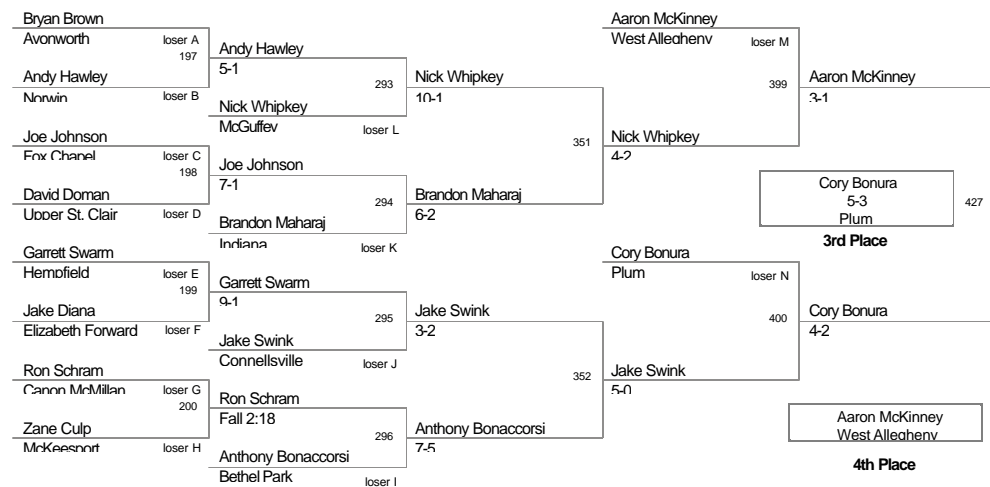 Bryan Brown
Avonworth
loser A
197
Andy Hawley
Norwin
loser B
Joe Johnson
Fox Chapel
loser C
198
David Doman
Upper St. Clair
loser D
Garrett Swarm
Hempfield
loser E
199
Jake Diana
Elizabeth Forward
loser F
Ron Schram
Canon McMillan
loser G
200
Zane Culp
McKeesport
loser H
Andy Hawley
5-1
293
Nick Whipkey
McGuffey
loser L
Joe Johnson
7-1
294
Brandon Maharaj
Indiana
loser K
Garrett Swarm
9-1
295
Jake Swink
Connellsville
loser J
Ron Schram
Fall 2:18
296
Anthony Bonaccorsi
Bethel Park
loser I
Nick Whipkey
10-1
351
Brandon Maharaj
6-2
Jake Swink
3-2
352
Anthony Bonaccorsi
7-5
Aaron McKinney
West Allegheny
loser M
399
Nick Whipkey
4-2
Cory Bonura
Plum
loser N
400
Jake Swink
5-0
Aaron McKinney
3-1
Cory Bonura
5-3
Plum
427
3rd Place
Cory Bonura
4-2
Aaron McKinney
West Allegheny
4th Place